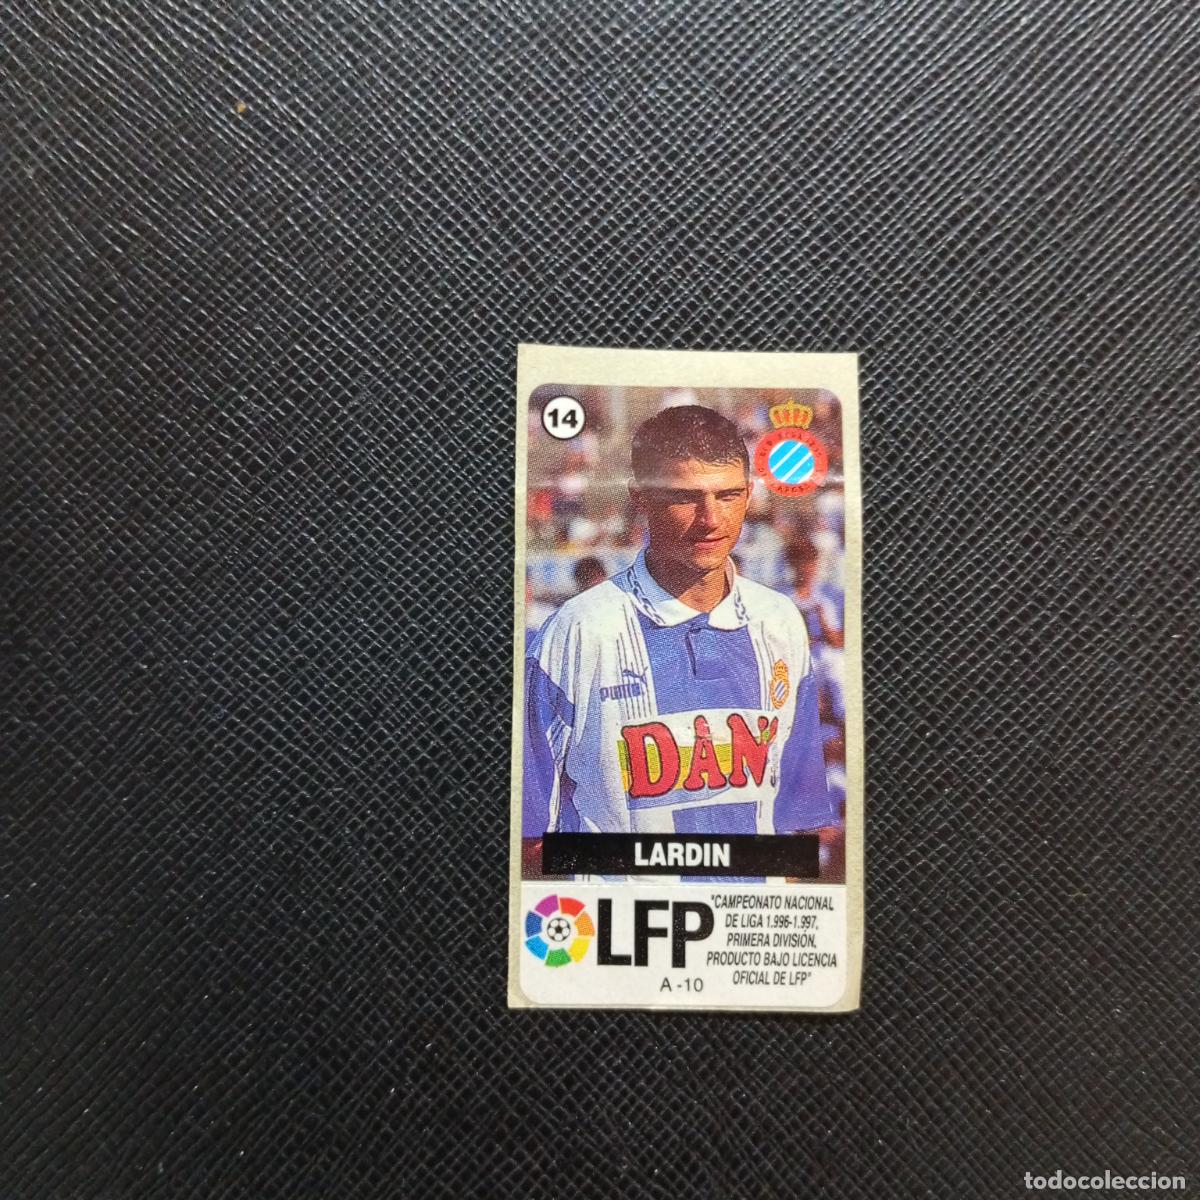 14
PUMA
DAN
LARDIN
LFP
"CAMPEONATO NACIONAL
DE LIGA 1.996-1.997,
PRIMERA DIVISIÓN,
PRODUCTO BAJO LICENCIA
OFICIAL DE LFP"
A -10
todocoleccion